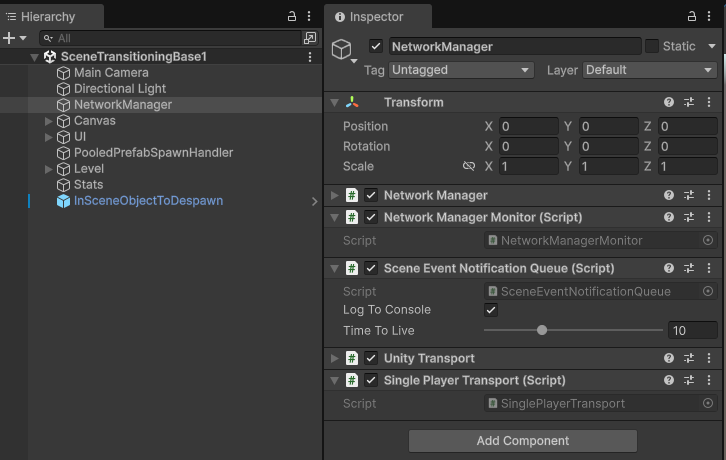 Hierarchy
All
SceneTransitioningBase1
Main Camera
Directional Light
NetworkManager
Canvas
UI
PooledPrefabSpawnHandler
Level
Stats
InSceneObjectToDespawn
Inspector
NetworkManager Static
Tag Untagged Layer Default
Transform
Position X 0 Y 0 Z 0
Rotation X 0 Y 0 Z 0
Scale X 1 Y 1 Z 1
# Network Manager
# Network Manager Monitor (Script)
Script # NetworkManagerMonitor
# Scene Event Notification Queue (Script)
Script # SceneEventNotificationQueue
Log To Console
Time To Live 10
# Unity Transport
# Single Player Transport (Script)
Script # SinglePlayerTransport
Add Component